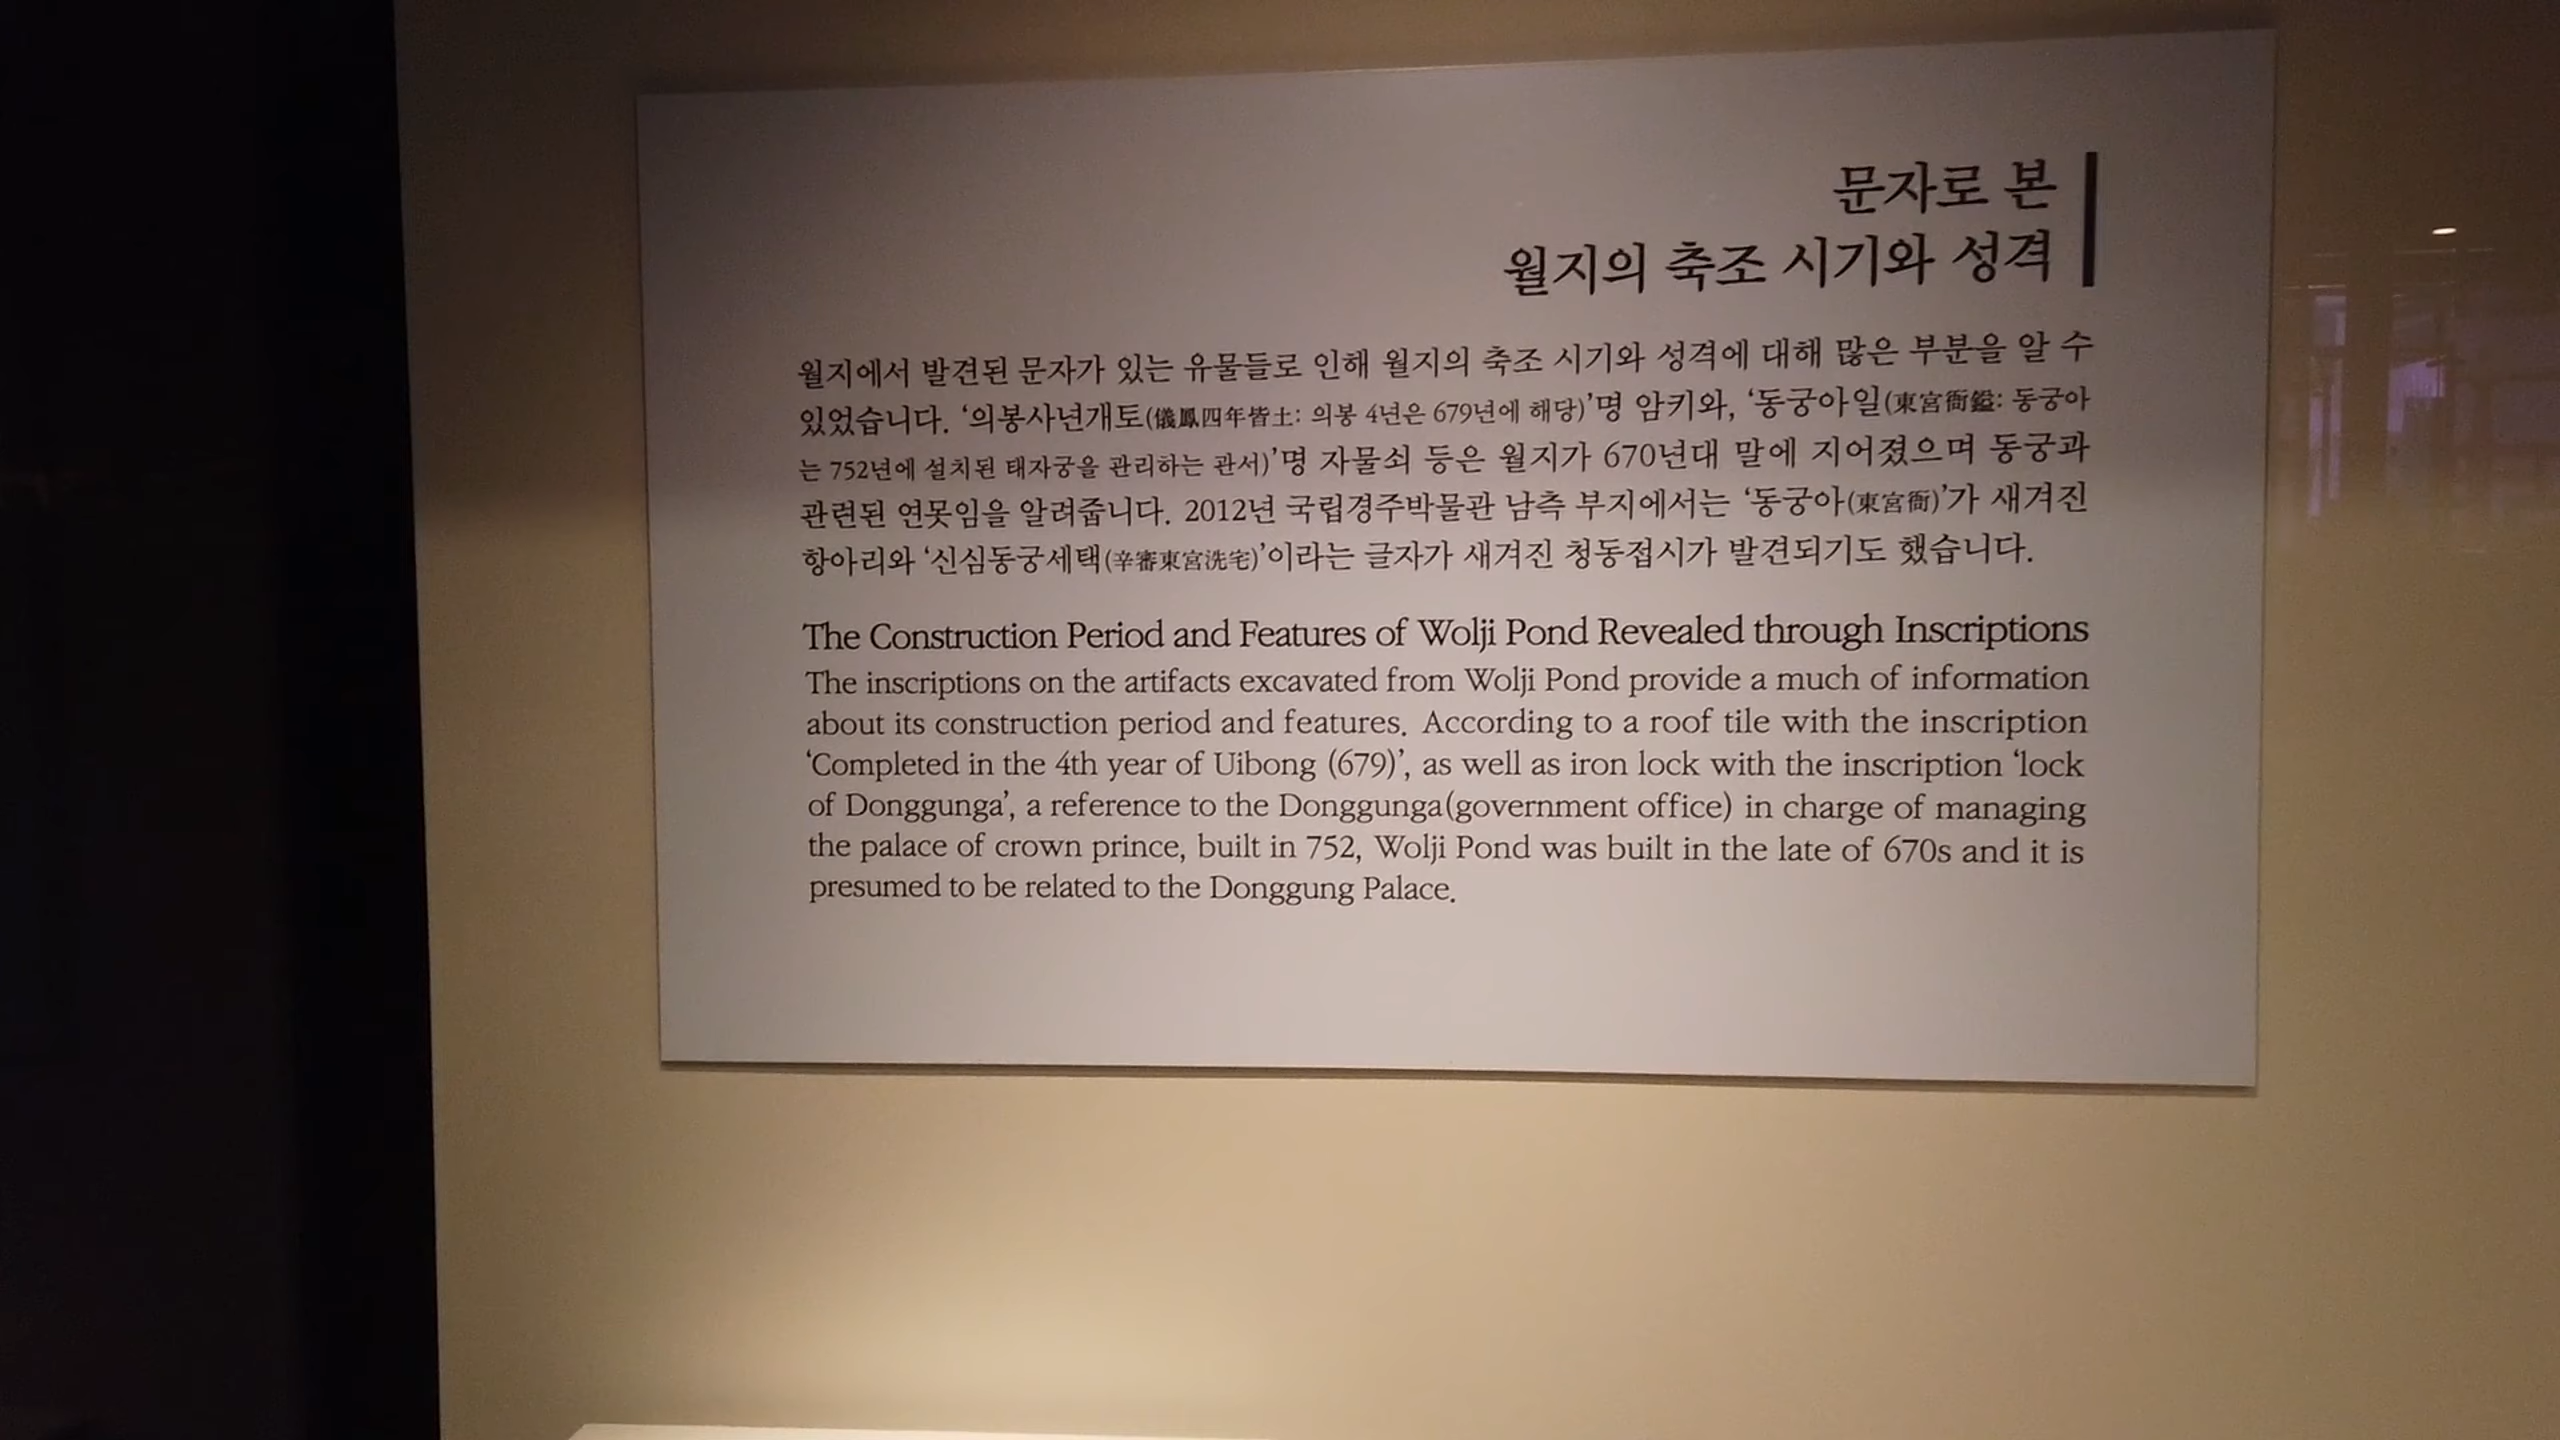 문자로 본
월지의 축조 시기와 성격
월지에서 발견된 문자가 있는 유물들로 인해 월지의 축조 시기와 성격에 대해 많은 부분을 알 수
있었습니다. ‘의봉사년개토(儀鳳四年皆土: 의봉 4년은 679년에 해당)’명 암키와, ‘동궁아일(東宮衙鎰: 동궁아
는 752년에 설치된 태자궁을 관리하는 관서)’명 자물쇠 등은 월지가 670년대 말에 지어졌으며 동궁과
관련된 연못임을 알려줍니다. 2012년 국립경주박물관 남측 부지에서는 ‘동궁아(東宮衙)’가 새겨진
항아리와 ‘신심동궁세택(辛審東宮洗宅)’이라는 글자가 새겨진 청동접시가 발견되기도 했습니다.
The Construction Period and Features of Wolji Pond Revealed through Inscriptions
The inscriptions on the artifacts excavated from Wolji Pond provide a much of information
about its construction period and features. According to a roof tile with the inscription
‘Completed in the 4th year of Uibong (679)’, as well as iron lock with the inscription ‘lock
of Donggunga’, a reference to the Donggunga(government office) in charge of managing
the palace of crown prince, built in 752, Wolji Pond was built in the late of 670s and it is
presumed to be related to the Donggung Palace.